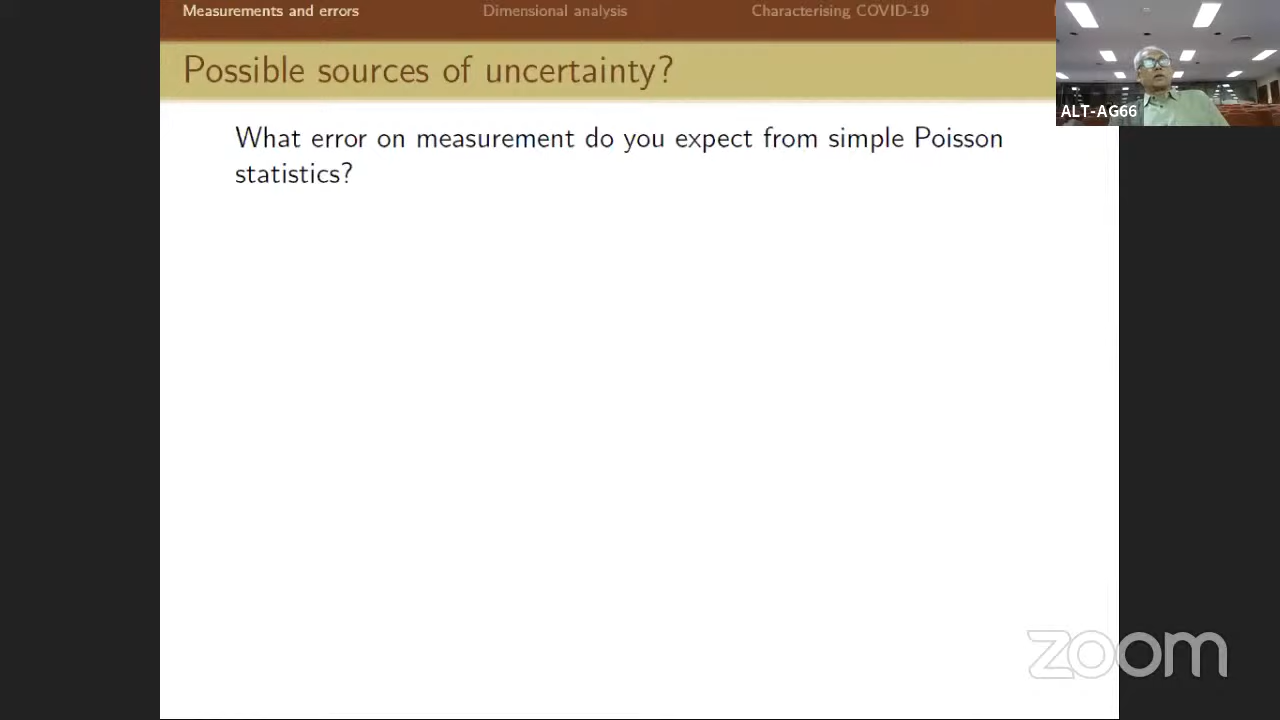 Measurements and errors Dimensional analysis Characterising COVID-19
Possible sources of uncertainty?
ALT-AG66
What error on measurement do you expect from simple Poisson
statistics?
zoom